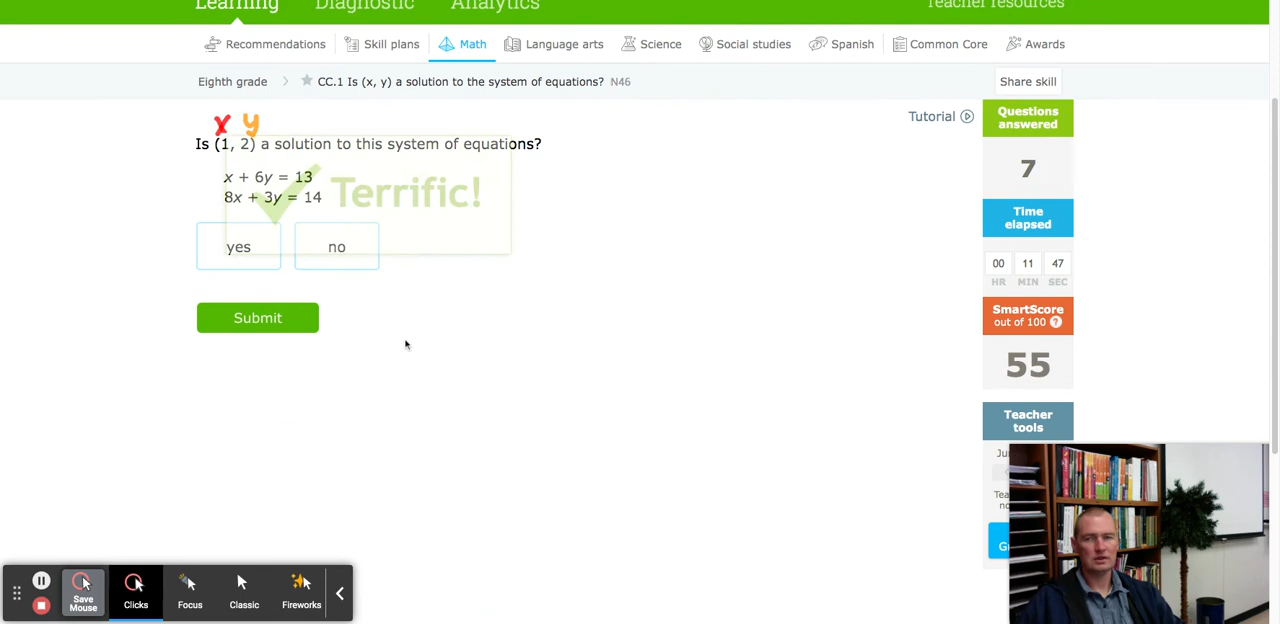 Learning Diagnostic Analytics Teacher resources
Recommendations Skill plans Math Language arts Science Social studies Spanish Common Core Awards
Eighth grade > CC.1 Is (x, y) a solution to the system of equations? N46 Share skill
Tutorial
x y
Is (1, 2) a solution to this system of equations?
x + 6y = 13
8x + 3y = 14
Terrific!
yes no
Submit
Questions answered
7
Time elapsed
00 11 47
HR MIN SEC
SmartScore
out of 100 ?
55
Teacher tools
Save Mouse Clicks Focus Classic Fireworks